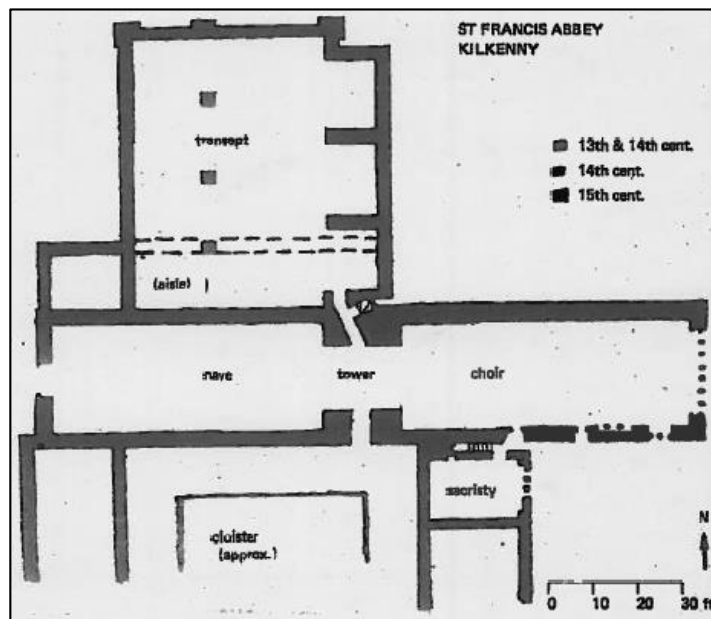 ST FRANCIS ABBEY
KILKENNY
transept
13th & 14th cent.
14th cent.
15th cent.
(aisle)
nave
tower
choir
sacristy
cloister
(approx.)
N
0 10 20 30 ft